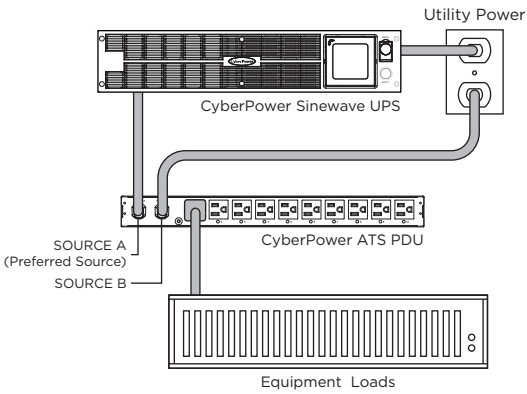 Utility Power
CyberPower
CyberPower Sinewave UPS
SOURCE A
(Preferred Source)
CyberPower ATS PDU
SOURCE B
Equipment Loads